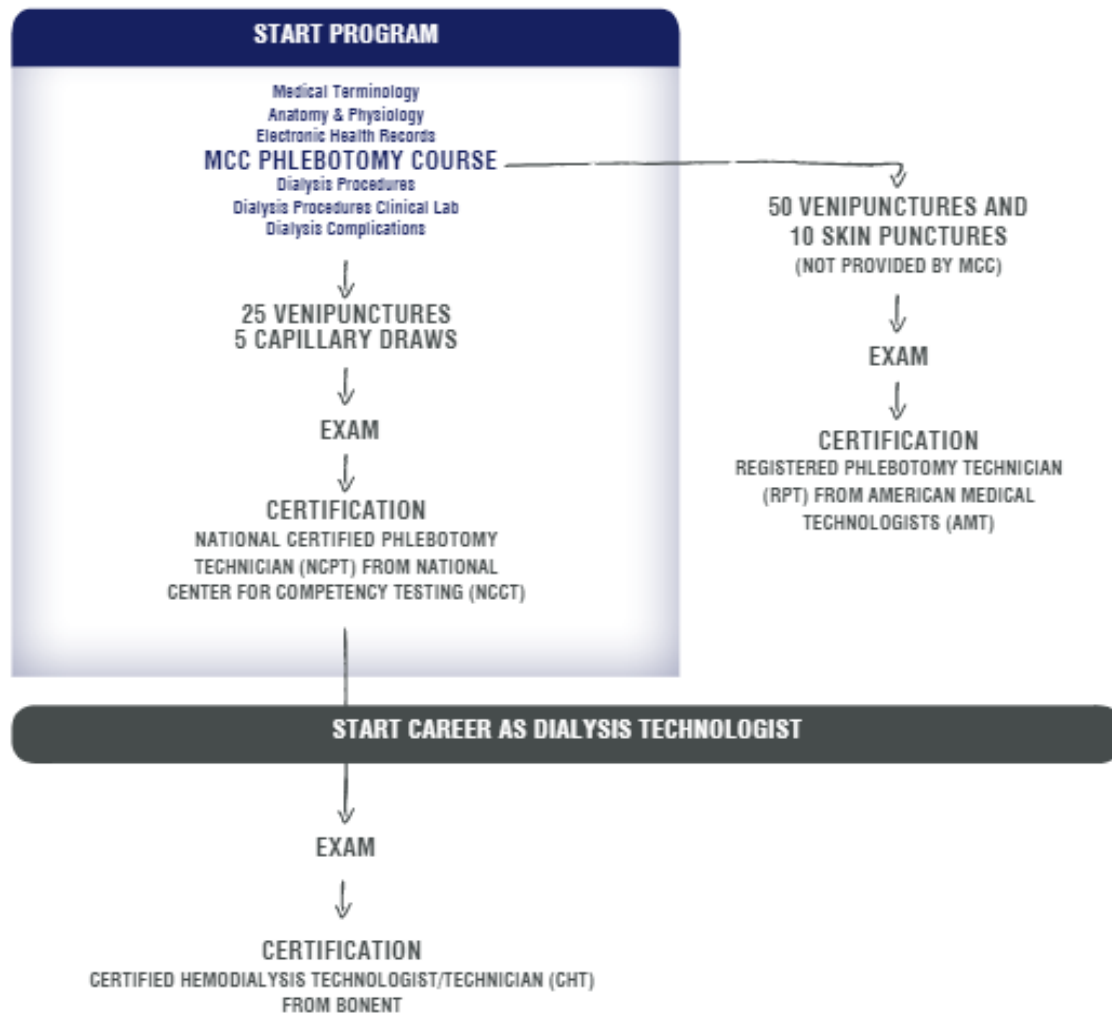 START PROGRAM
Medical Terminology
Anatomy & Physiology
Electronic Health Records
MCC PHLEBOTOMY COURSE
Dialysis Procedures
Dialysis Procedures Clinical Lab
Dialysis Complications
25 VENIPUNCTURES
5 CAPILLARY DRAWS
EXAM
CERTIFICATION
NATIONAL CERTIFIED PHLEBOTOMY
TECHNICIAN (NCPT) FROM NATIONAL
CENTER FOR COMPETENCY TESTING (NCCT)
50 VENIPUNCTURES AND
10 SKIN PUNCTURES
(NOT PROVIDED BY MCC)
EXAM
CERTIFICATION
REGISTERED PHLEBOTOMY TECHNICIAN
(RPT) FROM AMERICAN MEDICAL
TECHNOLOGISTS (AMT)
START CAREER AS DIALYSIS TECHNOLOGIST
EXAM
CERTIFICATION
CERTIFIED HEMODIALYSIS TECHNOLOGIST/TECHNICIAN (CHT)
FROM BONENT